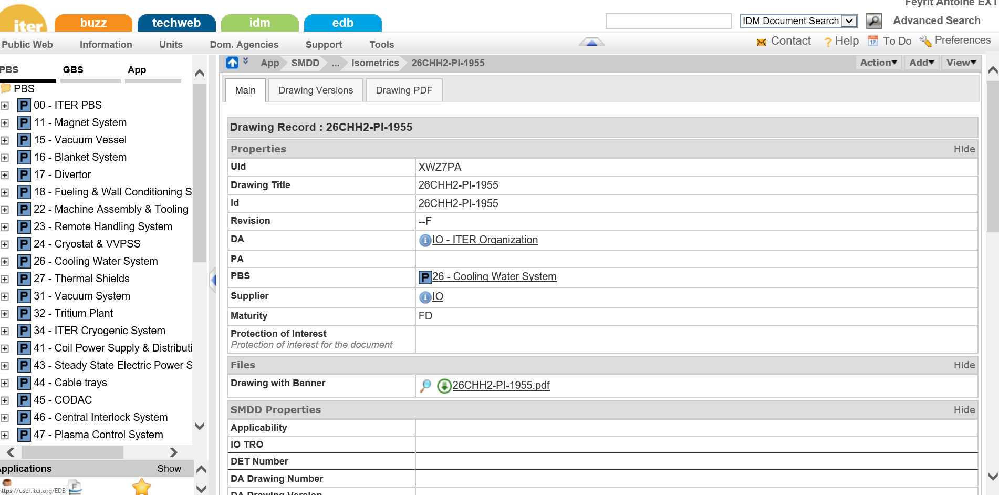 Feyrit Antoine EXT
iter
buzz
techweb
idm
edb
IDM Document Search
Advanced Search
Public Web
Information
Units
Dom. Agencies
Support
Tools
Contact
? Help
17 To Do
Preferences
PBS
GBS
App
PBS
P 00 - ITER PBS
P 11 - Magnet System
P 15 - Vacuum Vessel
P 16 - Blanket System
P 17 - Divertor
P 18 - Fueling & Wall Conditioning S
P 22 - Machine Assembly & Tooling
P 23 - Remote Handling System
P 24 - Cryostat & VVPSS
P 26 - Cooling Water System
P 27 - Thermal Shields
P 31 - Vacuum System
P 32 - Tritium Plant
P 34 - ITER Cryogenic System
P 41 - Coil Power Supply & Distributi
P 43 - Steady State Electric Power S
P 44 - Cable trays
P 45 - CODAC
P 46 - Central Interlock System
P 47 - Plasma Control System
Applications Show
https://user.iter.org/EDB
F
App SMDD ... Isometrics 26CHH2-PI-1955
Action Add View
Main
Drawing Versions
Drawing PDF
Drawing Record : 26CHH2-PI-1955
Properties Hide
Uid XWZ7PA
Drawing Title 26CHH2-PI-1955
Id 26CHH2-PI-1955
Revision --F
DA i IO - ITER Organization
PA
PBS P 26 - Cooling Water System
Supplier i IO
Maturity FD
Protection of Interest
Protection of interest for the document
Files Hide
Drawing with Banner 26CHH2-PI-1955.pdf
SMDD Properties Hide
Applicability
IO TRO
DET Number
DA Drawing Number
DA Drawing Version